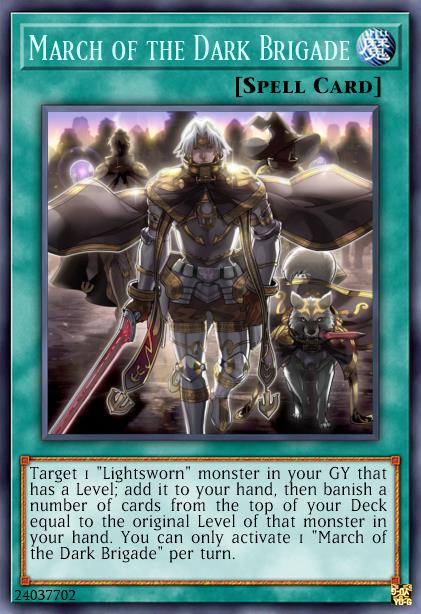 March of the Dark Brigade
[Spell Card]
Target 1 "Lightsworn" monster in your GY that
has a Level; add it to your hand, then banish a
number of cards from the top of your Deck
equal to the original Level of that monster in
your hand. You can only activate 1 "March of
the Dark Brigade" per turn.
24037702